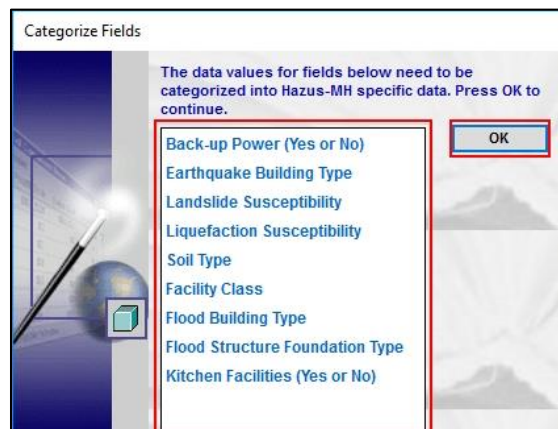 Categorize Fields
The data values for fields below need to be
categorized into Hazus-MH specific data. Press OK to
continue.
OK
Back-up Power (Yes or No)
Earthquake Building Type
Landslide Susceptibility
Liquefaction Susceptibility
Soil Type
Facility Class
Flood Building Type
Flood Structure Foundation Type
Kitchen Facilities (Yes or No)